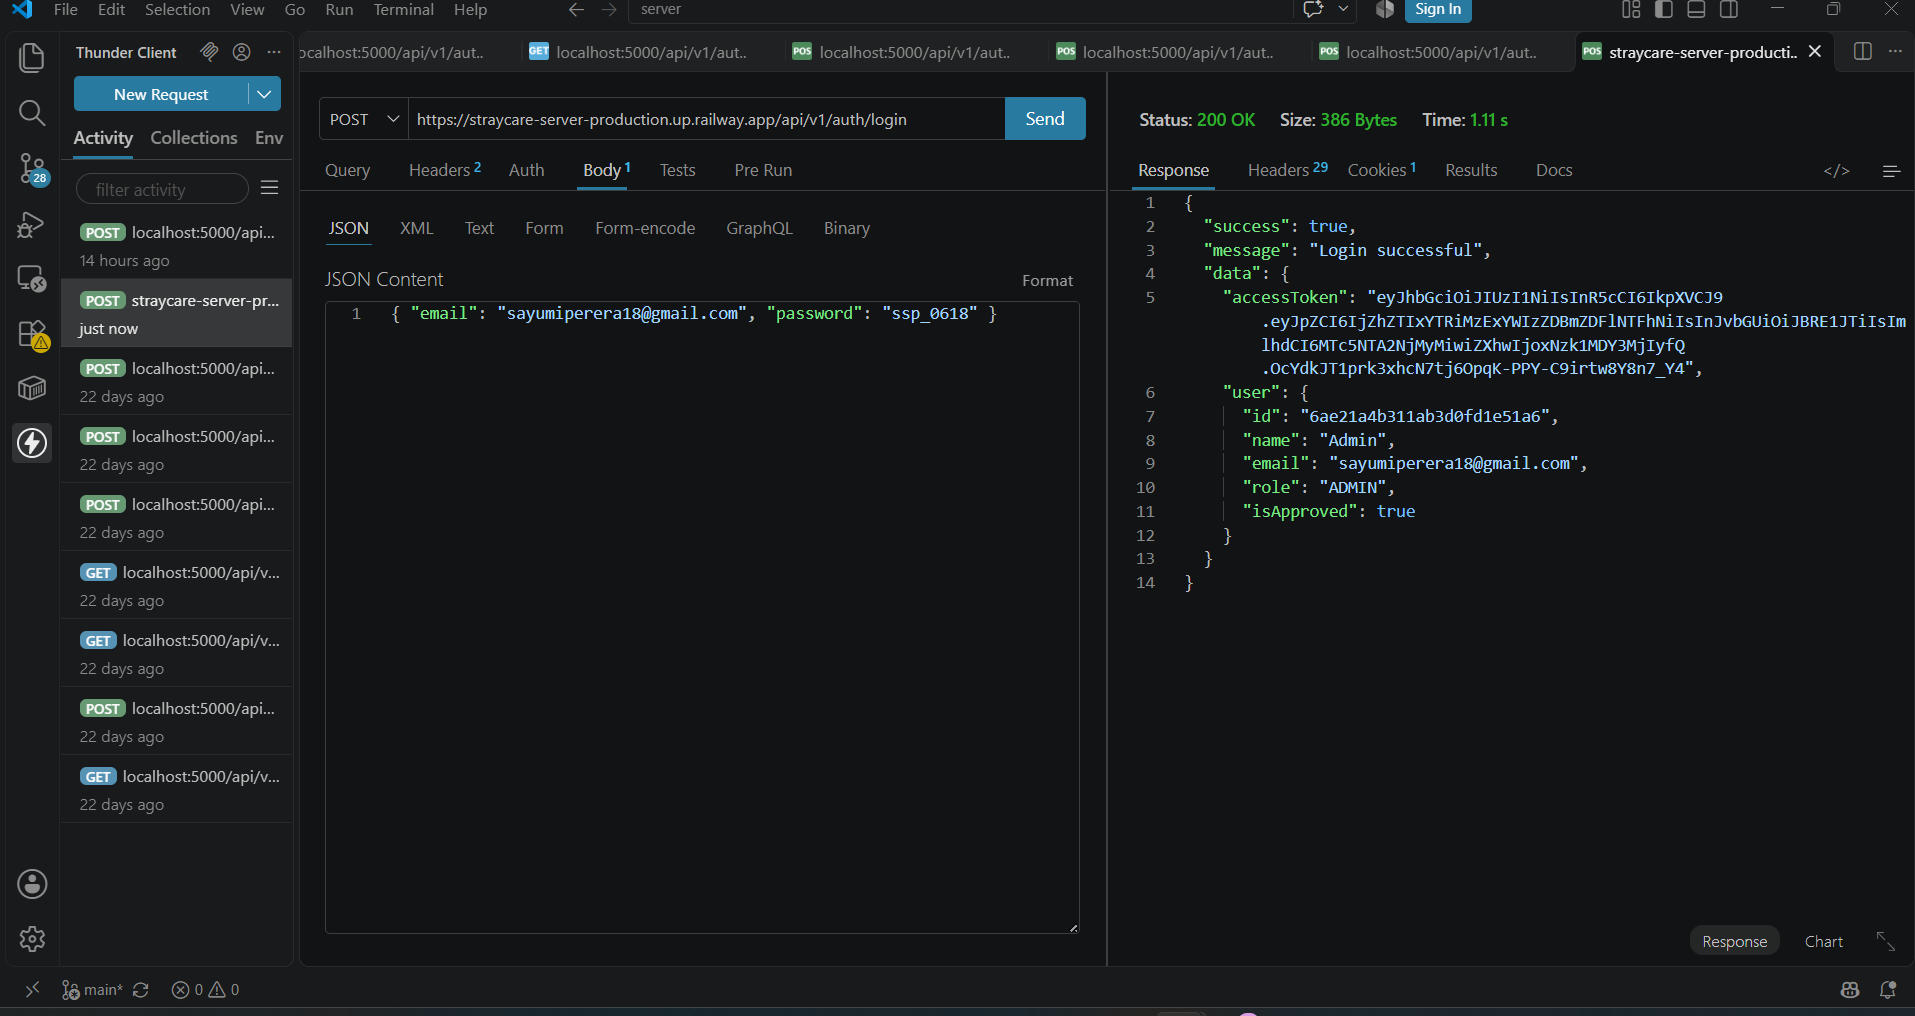 File Edit Selection View Go Run Terminal Help
server
Sign In
Thunder Client
New Request
Activity Collections Env
filter activity
POST localhost:5000/api...
14 hours ago
POST straycare-server-pr...
just now
POST localhost:5000/api...
22 days ago
POST localhost:5000/api...
22 days ago
POST localhost:5000/api...
22 days ago
GET localhost:5000/api/v...
22 days ago
GET localhost:5000/api/v...
22 days ago
POST localhost:5000/api...
22 days ago
GET localhost:5000/api/v...
22 days ago
28
ocalhost:5000/api/v1/aut..
GET localhost:5000/api/v1/aut..
POS localhost:5000/api/v1/aut..
POS localhost:5000/api/v1/aut..
POS localhost:5000/api/v1/aut..
POS straycare-server-producti..
POST https://straycare-server-production.up.railway.app/api/v1/auth/login Send
Query Headers 2 Auth Body 1 Tests Pre Run
JSON XML Text Form Form-encode GraphQL Binary
JSON Content Format
1 { "email": "sayumiperera18@gmail.com", "password": "ssp_0618" }
Status: 200 OK Size: 386 Bytes Time: 1.11 s
Response Headers 29 Cookies 1 Results Docs </>
1 {
2 "success": true,
3 "message": "Login successful",
4 "data": {
5 "accessToken": "eyJhbGciOiJIUzI1NiIsInR5cCI6IkpXVCJ9
.eyJpZCI6IjZhZTIxYTRiMzExYWIzZDBmZDFlNTFhNiIsInJvbGUiOiJBRE1JTiIsIm
lhdCI6MTc5NTA2NjMyMiwiZXhwIjoxNzk1MDY3MjIyfQ
.OcYdkJT1prk3xhcN7tj6OpqK-PPY-C9irtw8Y8n7_Y4",
6 "user": {
7 "id": "6ae21a4b311ab3d0fd1e51a6",
8 "name": "Admin",
9 "email": "sayumiperera18@gmail.com",
10 "role": "ADMIN",
11 "isApproved": true
12 }
13 }
14 }
Response Chart
main* 0 0